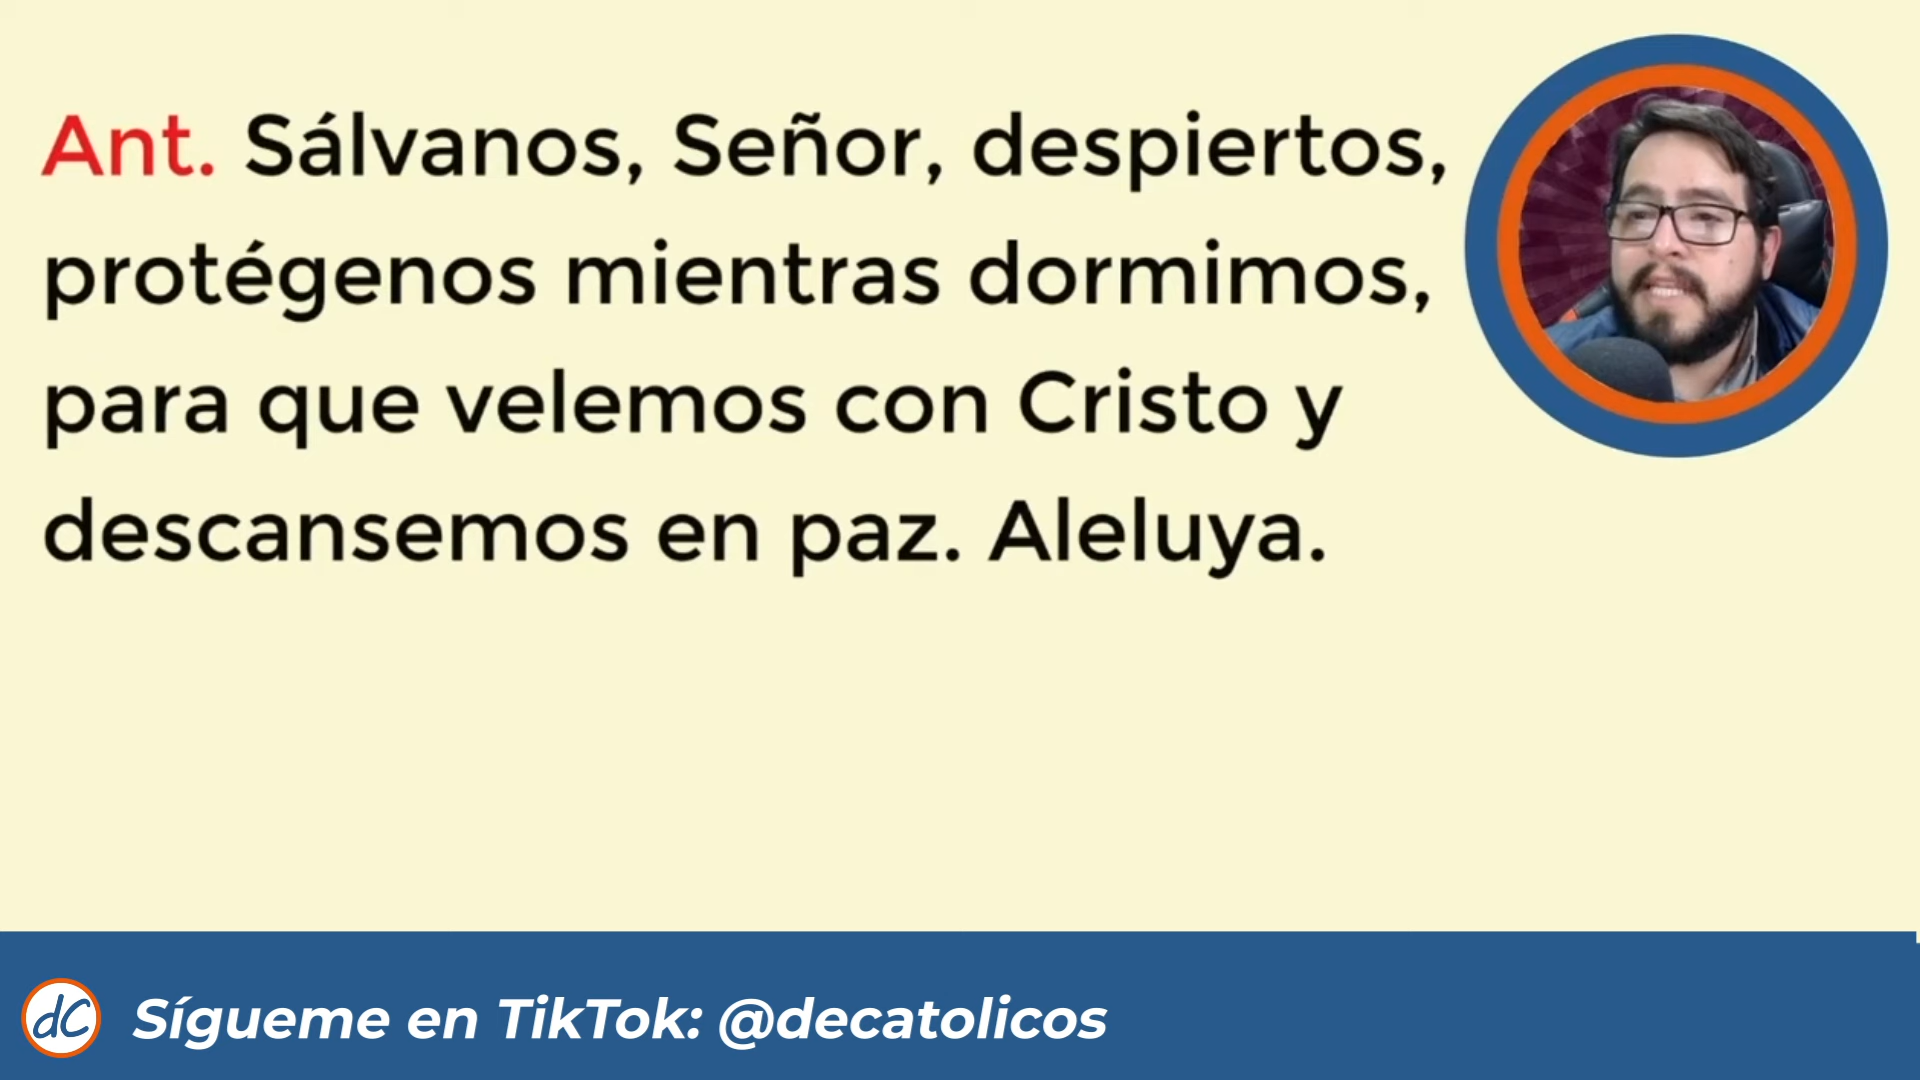 Ant. Sálvanos, Señor, despiertos,
protégenos mientras dormimos,
para que velemos con Cristo y
descansemos en paz. Aleluya.
dC Sígueme en TikTok: @decatolicos